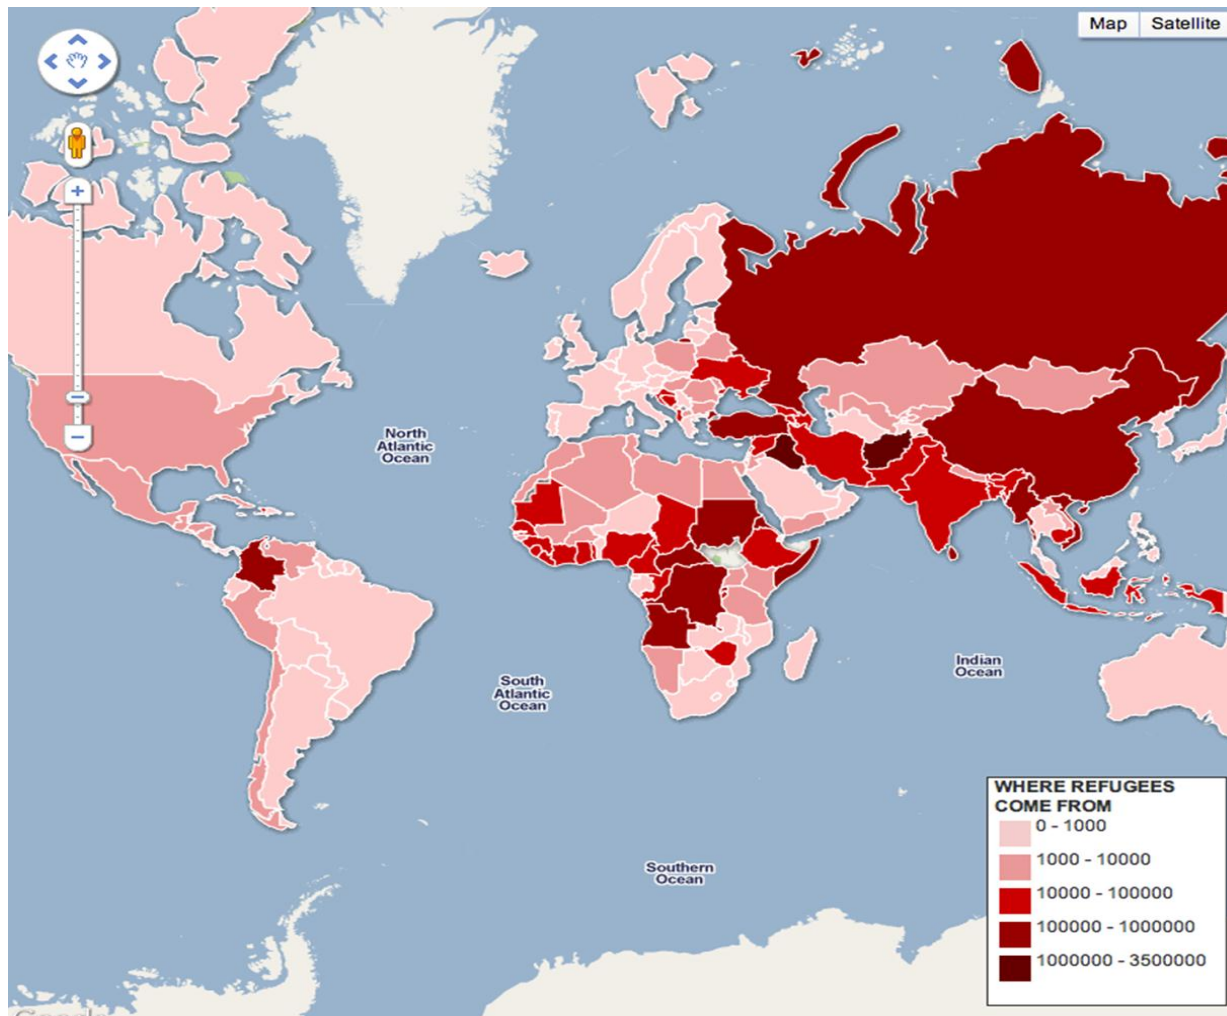 Map
Satellite
North
Atlantic
Ocean
South
Atlantic
Ocean
Indian
Ocean
Southern
Ocean
WHERE REFUGEES
COME FROM
0 - 1000
1000 - 10000
10000 - 100000
100000 - 1000000
1000000 - 3500000